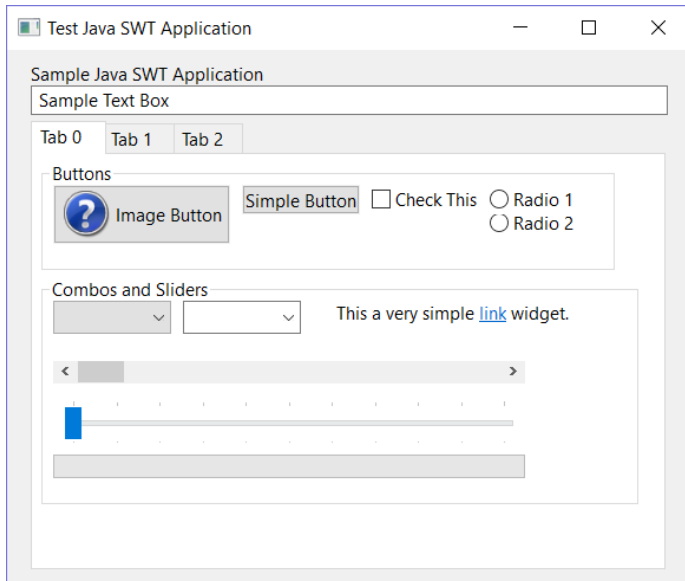 Test Java SWT Application
Sample Java SWT Application
Sample Text Box
Tab 0 Tab 1 Tab 2
Buttons
Image Button Simple Button Check This Radio 1
Radio 2
Combos and Sliders
This a very simple link widget.